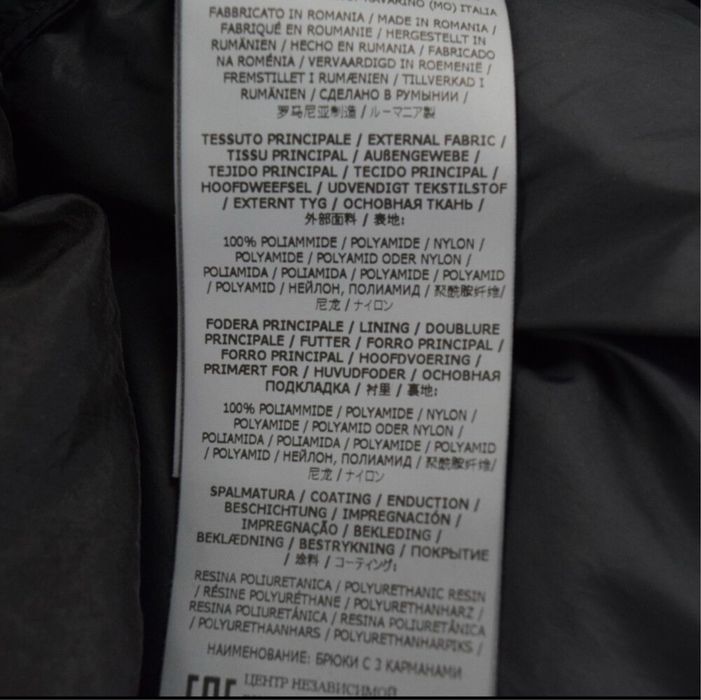 RAVARINO (MO) ITALIA
FABBRICATO IN ROMANIA / MADE IN ROMANIA /
FABRIQUÉ EN ROUMANIE / HERGESTELLT IN
RUMÄNIEN / HECHO EN RUMANIA / FABRICADO
NA ROMÉNIA / VERVAARDIGD IN ROEMENIË /
FREMSTILLET I RUMÆNIEN / TILLVERKAD I
RUMÄNIEN / СДЕЛАНО В РУМЫНИИ /
罗马尼亚制造 / ルーマニア製
TESSUTO PRINCIPALE / EXTERNAL FABRIC /
TISSU PRINCIPAL / AUßENGEWEBE /
TEJIDO PRINCIPAL / TECIDO PRINCIPAL /
HOOFDWEEFSEL / UDVENDIGT TEKSTILSTOF
/ EXTERNT TYG / ОСНОВНАЯ ТКАНЬ /
外部面料 / 表地:
100% POLIAMMIDE / POLYAMIDE / NYLON /
POLYAMIDE / POLYAMID ODER NYLON /
POLIAMIDA / POLIAMIDA / POLYAMIDE / POLYAMID
/ POLYAMID / НЕЙЛОН, ПОЛИАМИД / 聚酰胺纤维/
尼龙 / ナイロン
FODERA PRINCIPALE / LINING / DOUBLURE
PRINCIPALE / FUTTER / FORRO PRINCIPAL /
FORRO PRINCIPAL / HOOFDVOERING /
PRIMÆRT FOR / HUVUDFODER / ОСНОВНАЯ
ПОДКЛАДКА / 衬里 / 裏地:
100% POLIAMMIDE / POLYAMIDE / NYLON /
POLYAMIDE / POLYAMID ODER NYLON /
POLIAMIDA / POLIAMIDA / POLYAMIDE / POLYAMID
/ POLYAMID / НЕЙЛОН, ПОЛИАМИД / 聚酰胺纤维/
尼龙 / ナイロン
SPALMATURA / COATING / ENDUCTION /
BESCHICHTUNG / IMPREGNACIÓN /
IMPREGNAÇÃO / BEKLEDING /
BEKLÆDNING / BESTRYKNING / ПОКРЫТИЕ
/ 涂料 / コーティング:
RESINA POLIURETANICA / POLYURETHANIC RESIN
/ RÉSINE POLYURÉTHANE / POLYURETHANHARZ /
RESINA POLIURETÁNICA / RESINA POLIURETÂNICA
/ POLYURETHAANHARS / POLYURETHANHARPIKS /
НАИМЕНОВАНИЕ: БРЮКИ С 3 КАРМАНАМИ
ЦЕНТР НЕЗАВИСИМОЙ